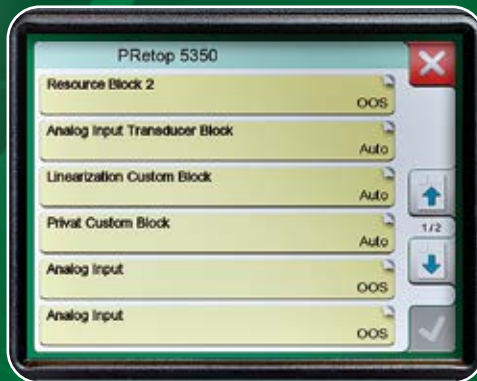 PRetop 5350
Resource Block 2
OOS
Analog Input Transducer Block
Auto
Linearization Custom Block
Auto
Privat Custom Block
Auto
1/2
Analog Input
OOS
Analog Input
OOS